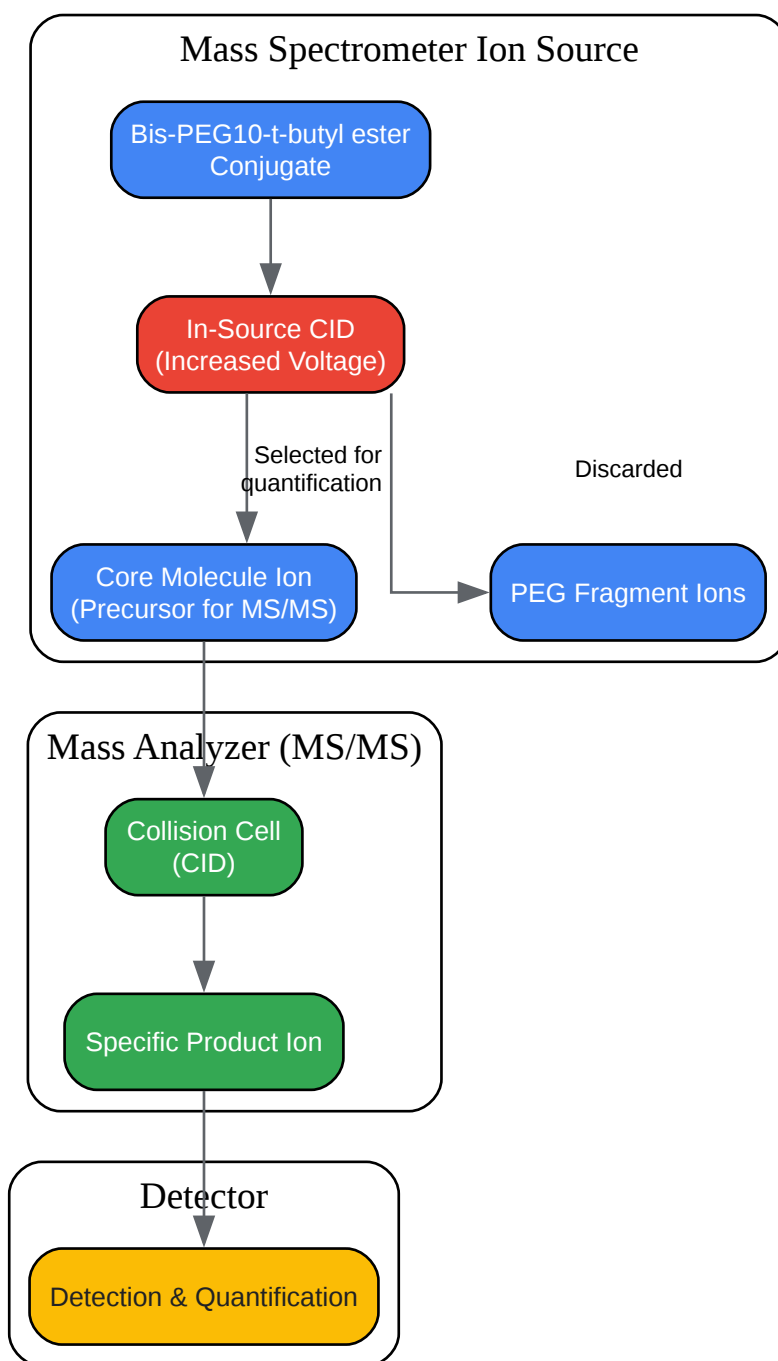 Mass Spectrometer Ion Source
Bis-PEG10-t-butyl ester
Conjugate
In-Source CID
(Increased Voltage)
Selected for
quantification
Discarded
Core Molecule Ion
(Precursor for MS/MS)
PEG Fragment Ions
Mass Analyzer (MS/MS)
Collision Cell
(CID)
Specific Product Ion
Detector
Detection & Quantification